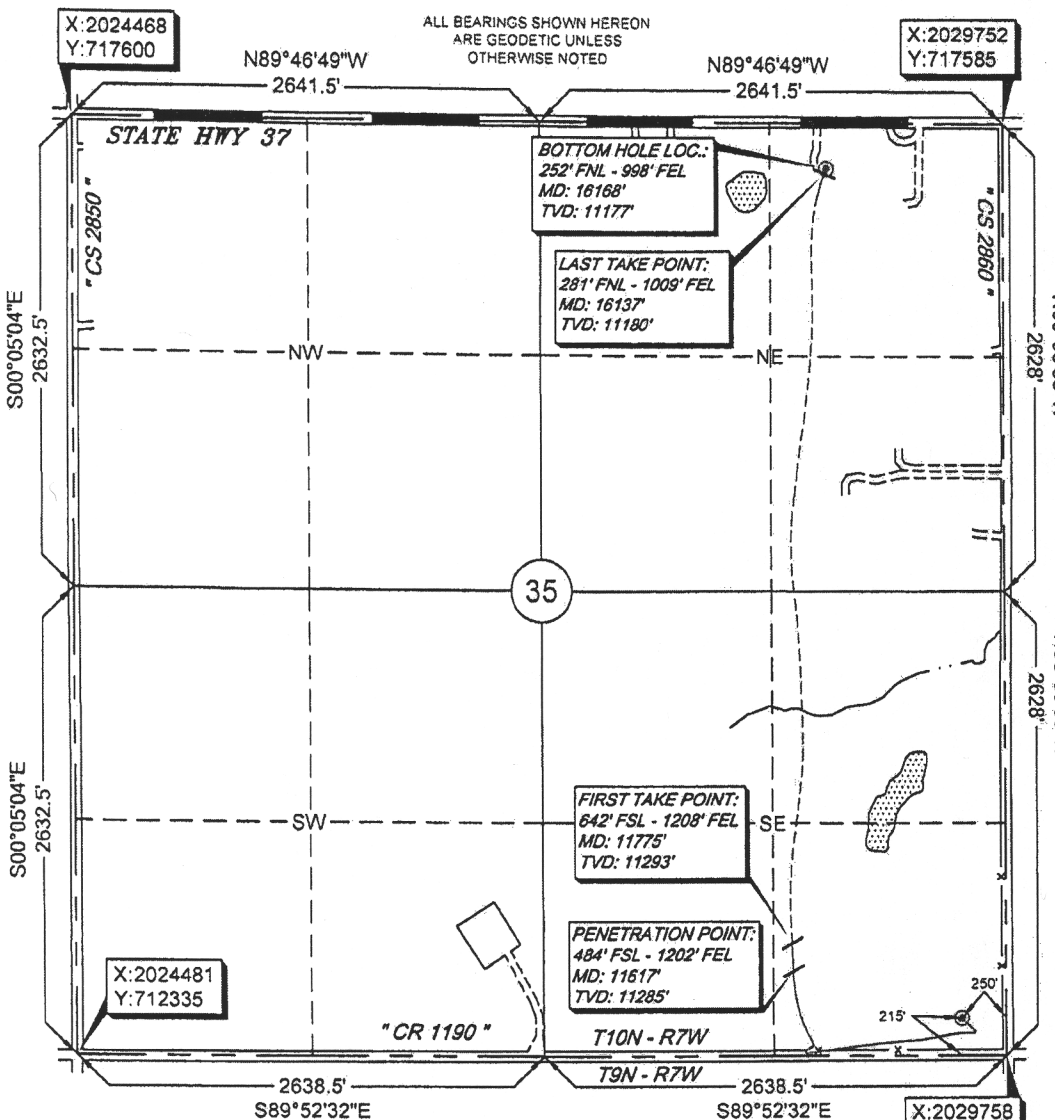 X:2024468
Y:717600
ALL BEARINGS SHOWN HEREON
ARE GEODETIC UNLESS
OTHERWISE NOTED
X:2029752
Y:717585
N89°46'49"W
2641.5'
N89°46'49"W
2641.5'
STATE HWY 37
BOTTOM HOLE LOC.:
252' FNL - 998' FEL
MD: 16168'
TVD: 11177'
"CS 2850"
"CS 2860"
LAST TAKE POINT:
281' FNL - 1009' FEL
MD: 16137'
TVD: 11180'
S00°05'04"E
2632.5'
2628'
NW
NE
35
S00°05'04"E
2632.5'
2628'
SW
SE
FIRST TAKE POINT:
642' FSL - 1208' FEL
MD: 11775'
TVD: 11293'
PENETRATION POINT:
484' FSL - 1202' FEL
MD: 11617'
TVD: 11285'
X:2024481
Y:712335
250'
215'
"CR 1190"
T10N - R7W
T9N - R7W
2638.5'
S89°52'32"E
2638.5'
S89°52'32"E
X:2029758